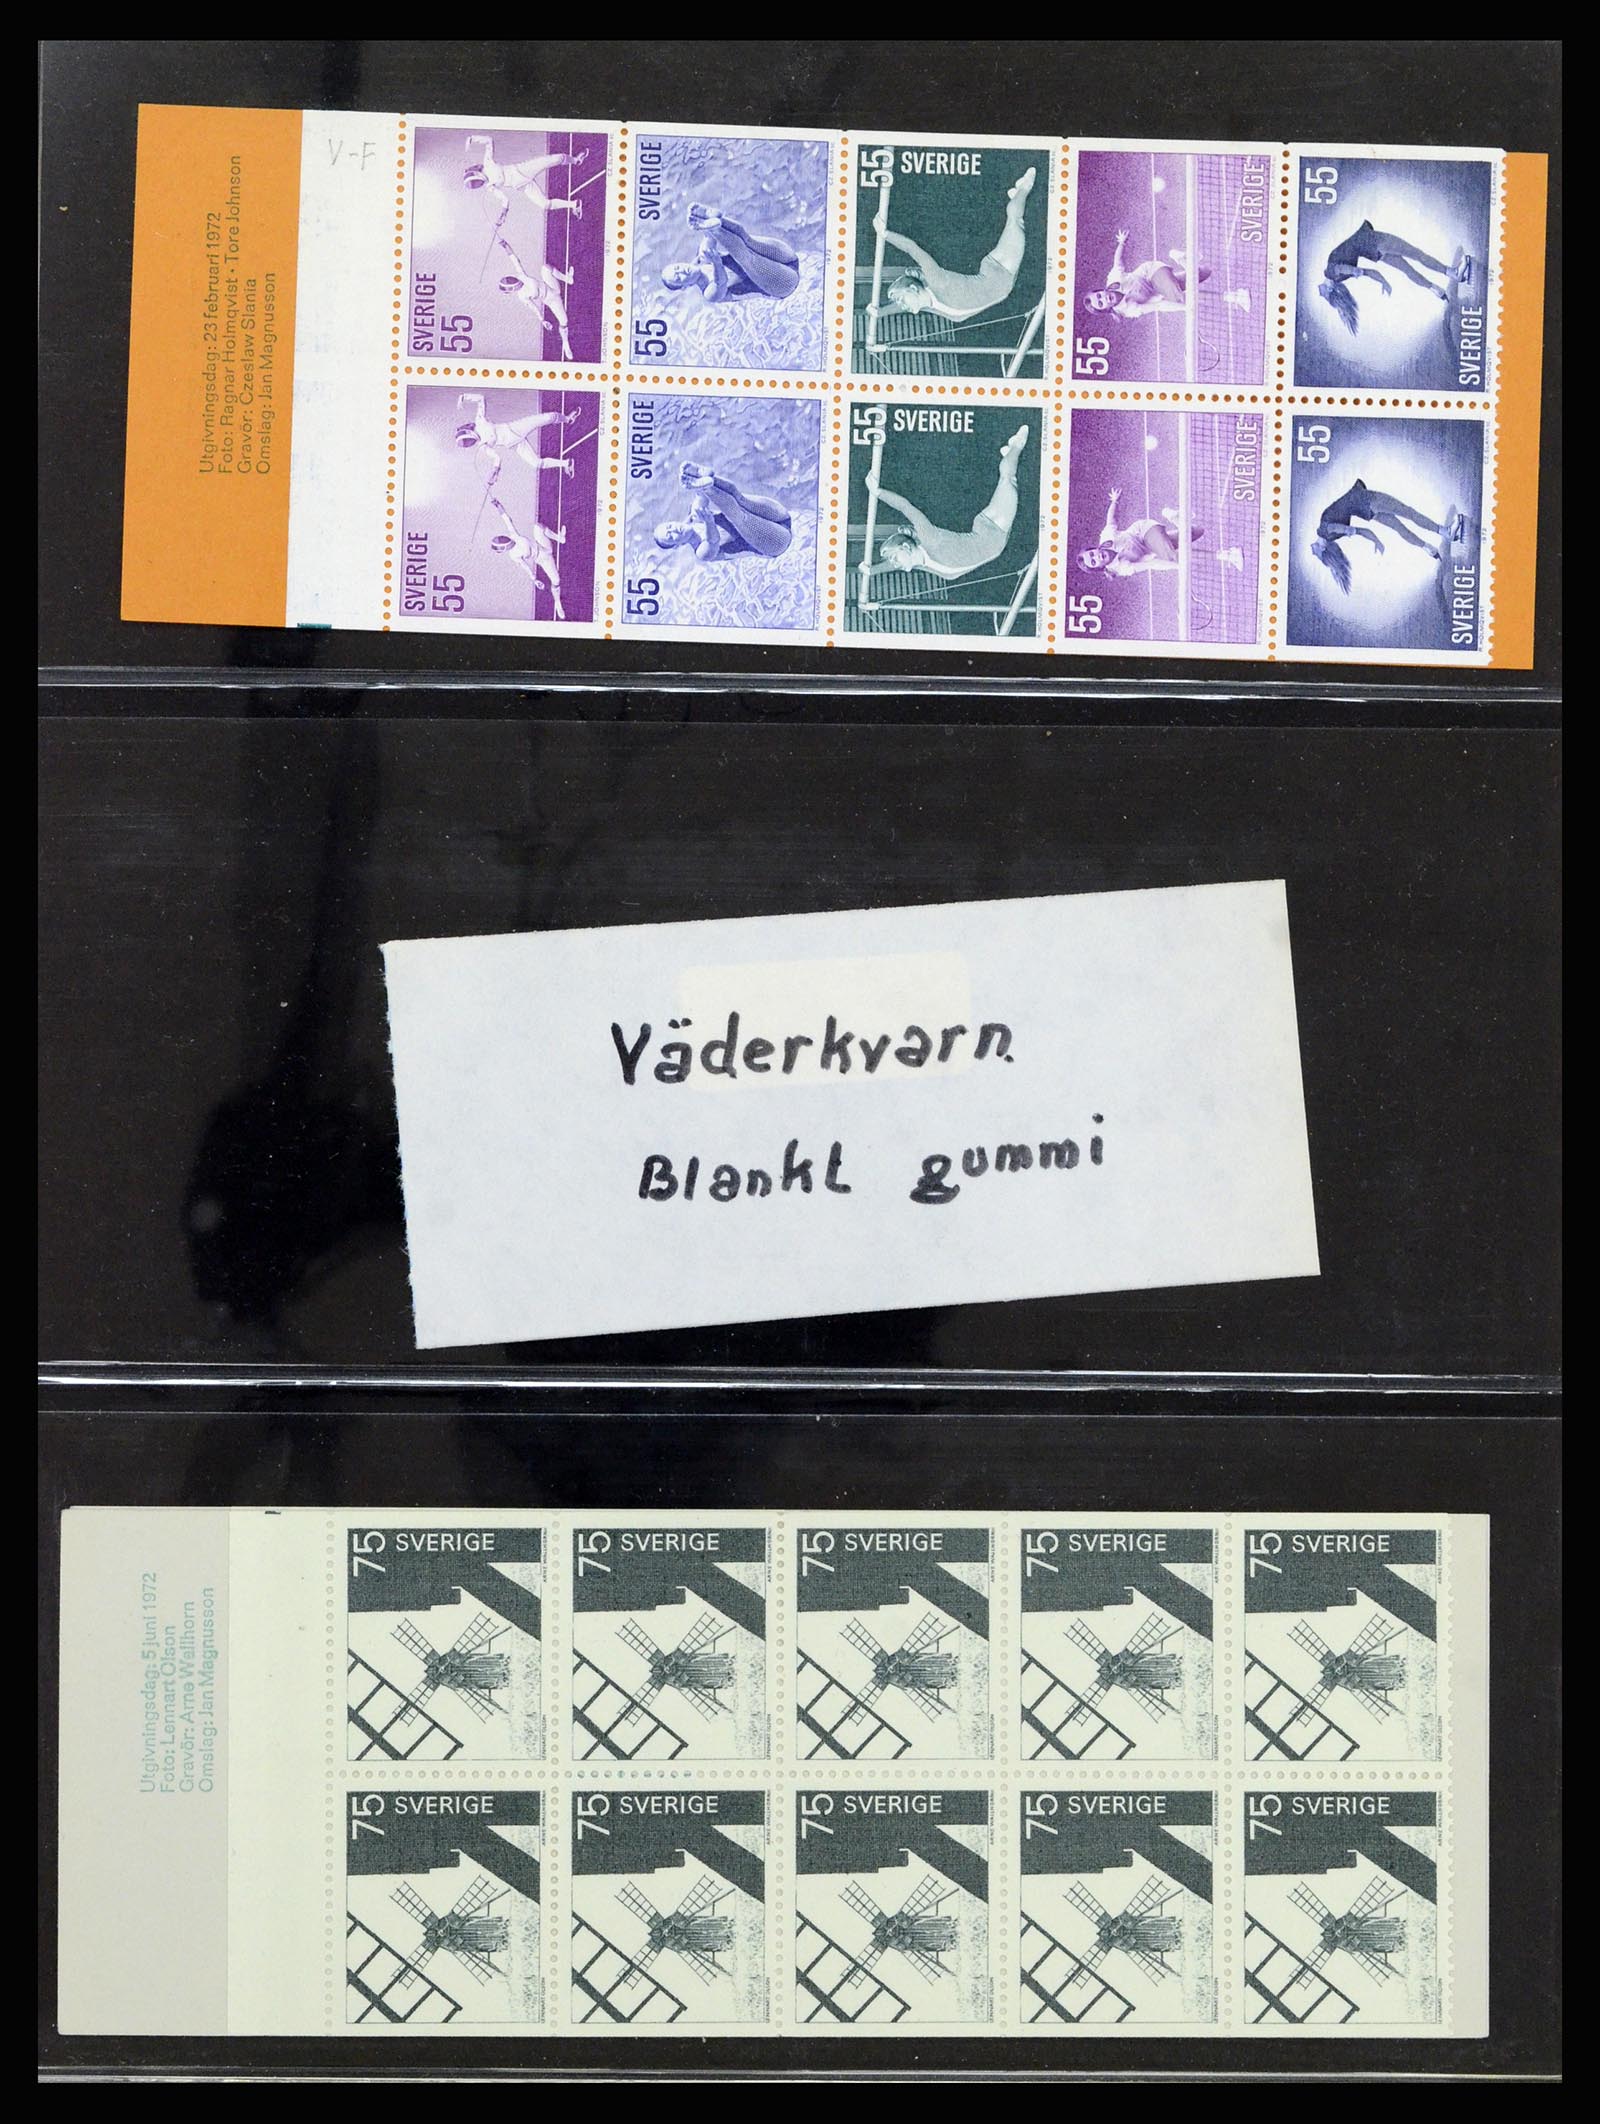 Utgivningsdag: 23 februari 1972
Foto: Ragnar Holmqvist • Tore Johnson
Gravör: Czeslaw Slania
Omslag: Jan Magnusson
V-F
SVERIGE
55
SVERIGE
55
55 SVERIGE
SVERIGE
55
55
SVERIGE
SVERIGE
55
SVERIGE
55
55 SVERIGE
SVERIGE
55
55
SVERIGE
Väderkvarn
Blankt gummi
Utgivningsdag: 5 juni 1972
Foto: Lennart Olson
Gravör: Arne Wallhorn
Omslag: Jan Magnusson
75 SVERIGE
75 SVERIGE
75 SVERIGE
75 SVERIGE
75 SVERIGE
75 SVERIGE
75 SVERIGE
75 SVERIGE
75 SVERIGE
75 SVERIGE